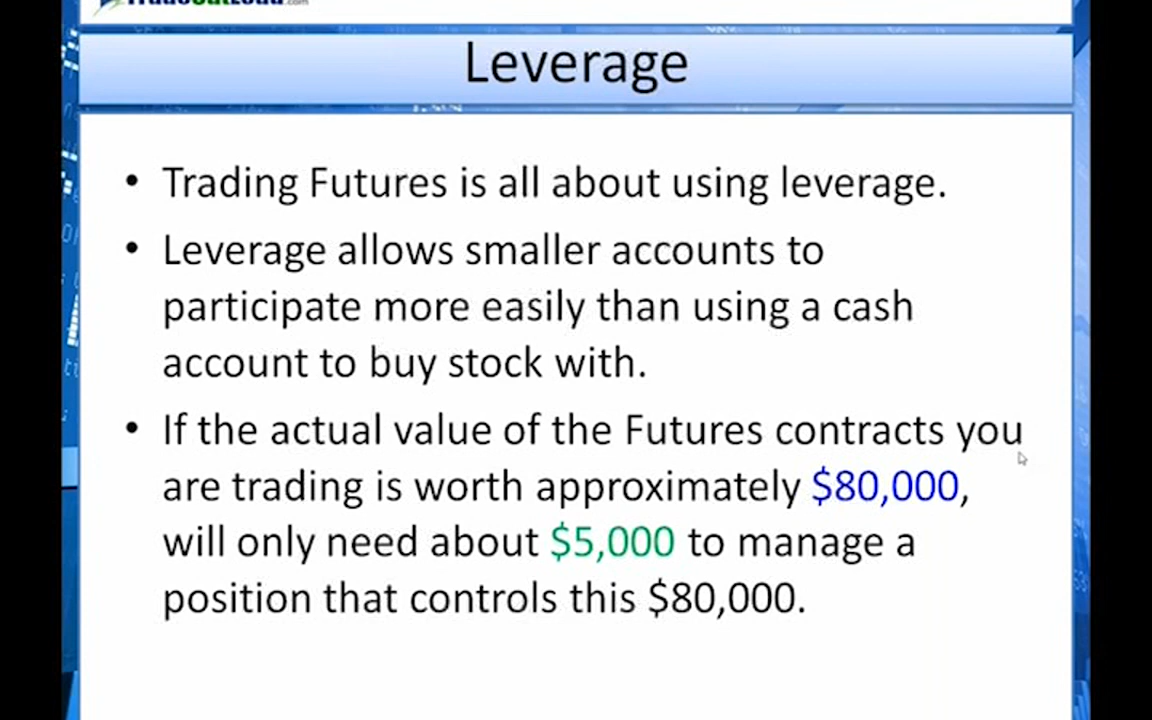 Leverage
• Trading Futures is all about using leverage.
• Leverage allows smaller accounts to
participate more easily than using a cash
account to buy stock with.
• If the actual value of the Futures contracts you
are trading is worth approximately $80,000,
will only need about $5,000 to manage a
position that controls this $80,000.